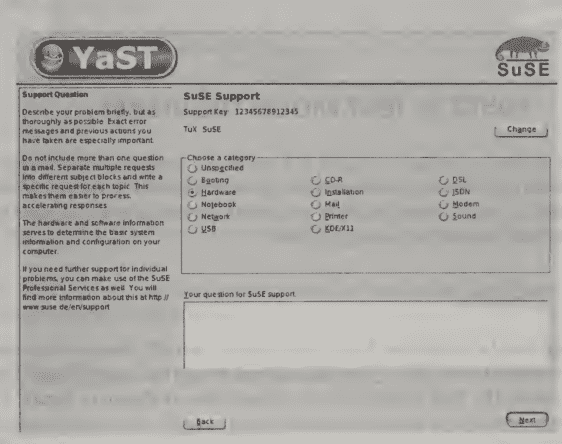 YaST
SuSE
Support Question
Describe your problem briefly, but as
thoroughly as possible. Exact error
messages and previous actions you
have taken are especially important.
Do not include more than one question
in a mail. Separate multiple requests
into different subject blocks and write a
specific request for each topic. This
makes them easier to process,
accelerating responses.
The hardware and software information
serves to determine the basic system
information and configuration on your
computer.
If you need further support for individual
problems, you can make use of the SuSE
Professional Services as well. You will
find more information about this at http://
www.suse.de/en/support
SuSE Support
Support Key: 12345678912345
Tux SuSE
Change
Choose a category
Unspecified
Booting
Hardware
Notebook
Network
USB
CD-R
Installation
Mail
Printer
KDE/X11
DSL
ISDN
Modem
Sound
Your question for SuSE support
Back
Next